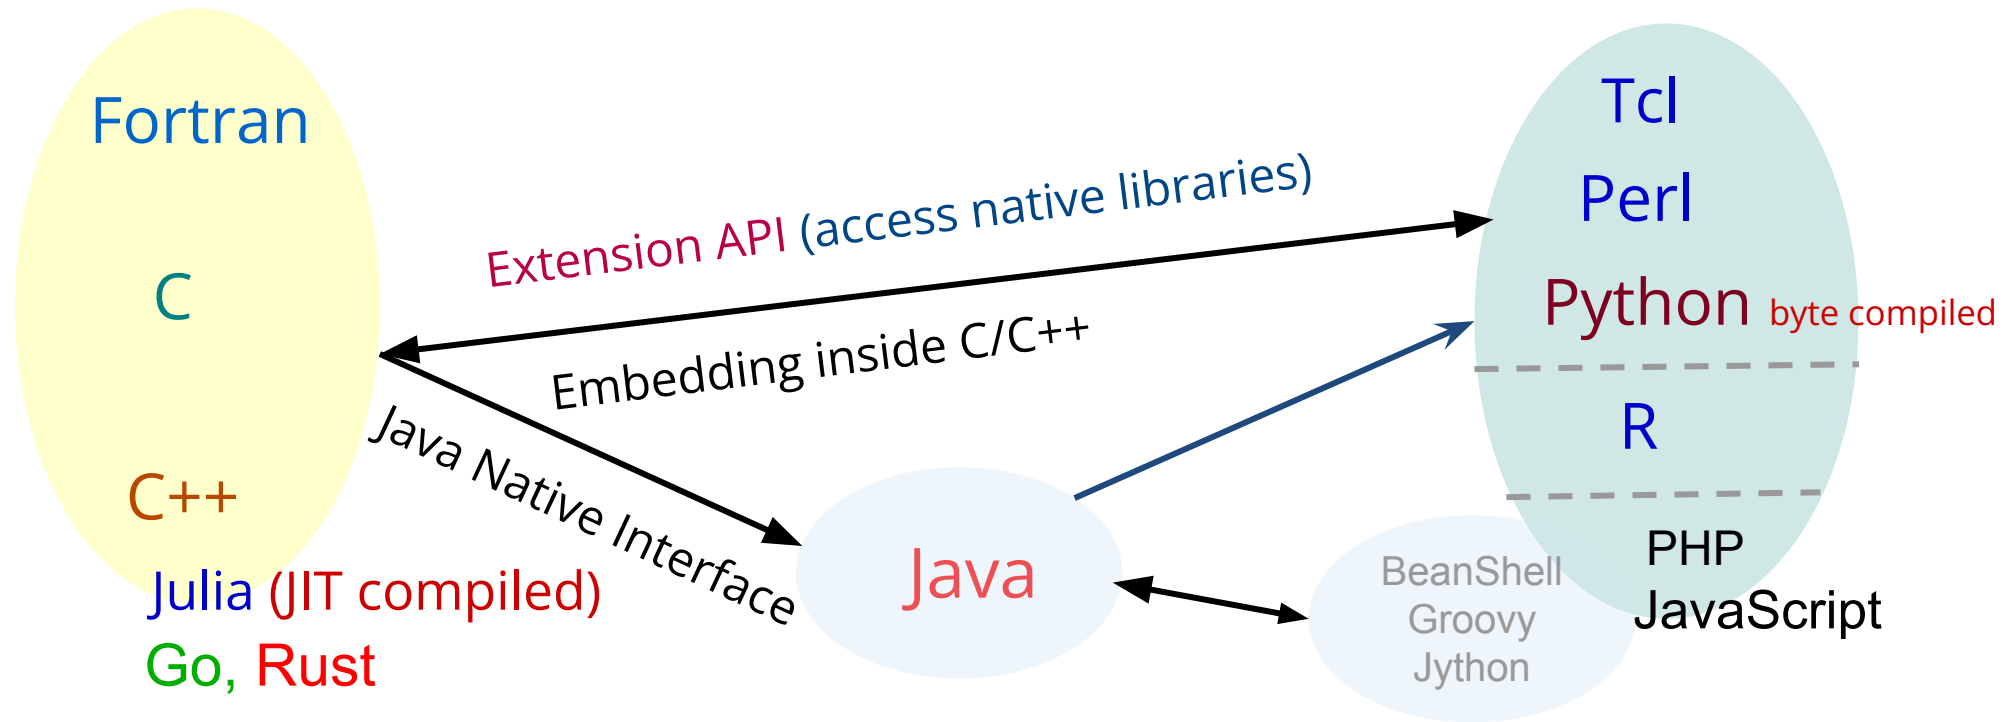 Fortran
C
C++
Julia (JIT compiled)
Go, Rust
Extension API (access native libraries)
Embedding inside C/C++
Java Native Interface
Java
BeanShell
Groovy
Jython
Tcl
Perl
Python byte compiled
R
PHP
JavaScript